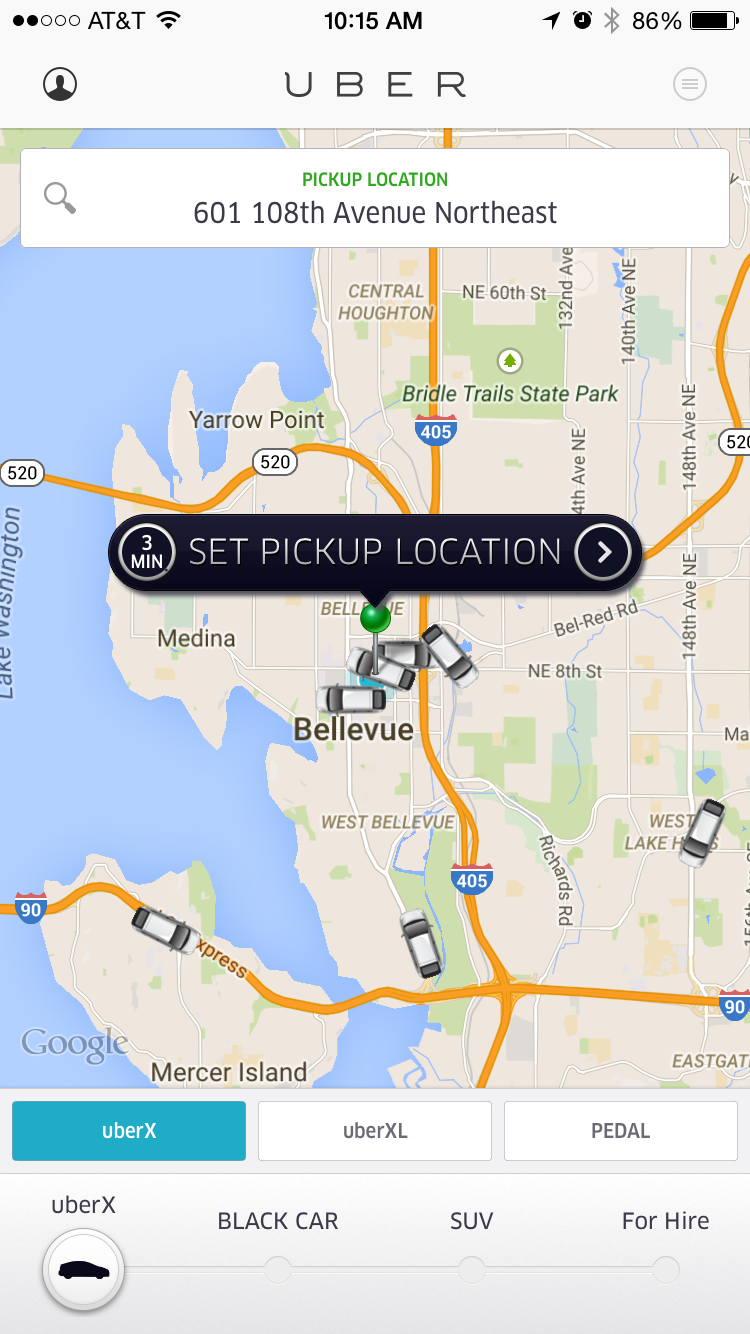 AT&T
10:15 AM
86%
UBER
PICKUP LOCATION
601 108th Avenue Northeast
CENTRAL
HOUGHTON
NE 60th St
132nd Ave
140th Ave NE
Bridle Trails State Park
Yarrow Point
405
148th Ave NE
520
520
520
4th Ave NE
Lake Washington
3
MIN
SET PICKUP LOCATION
148th Ave NE
Bel-Red Rd
Medina
NE 8th St
Bellevue
Ma
WEST BELLEVUE
WEST
LAKE H
Richards Rd
405
156th Ave
90
xpress
90
Google
Mercer Island
EASTGAT
uberX
uberXL
PEDAL
uberX
BLACK CAR
SUV
For Hire